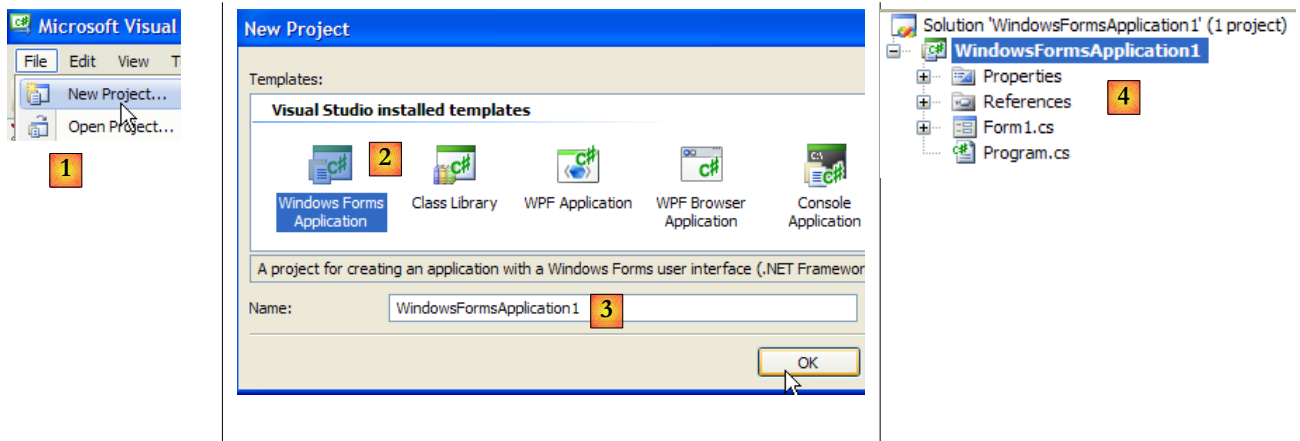 Microsoft Visual
File Edit View T
New Project...
Open Project...
1
New Project
Templates:
Visual Studio installed templates
2
Windows Forms Application
Class Library
WPF Application
WPF Browser Application
Console Application
A project for creating an application with a Windows Forms user interface (.NET Framewor
Name:
WindowsFormsApplication1
3
OK
Solution 'WindowsFormsApplication1' (1 project)
WindowsFormsApplication1
Properties
References
4
Form1.cs
Program.cs